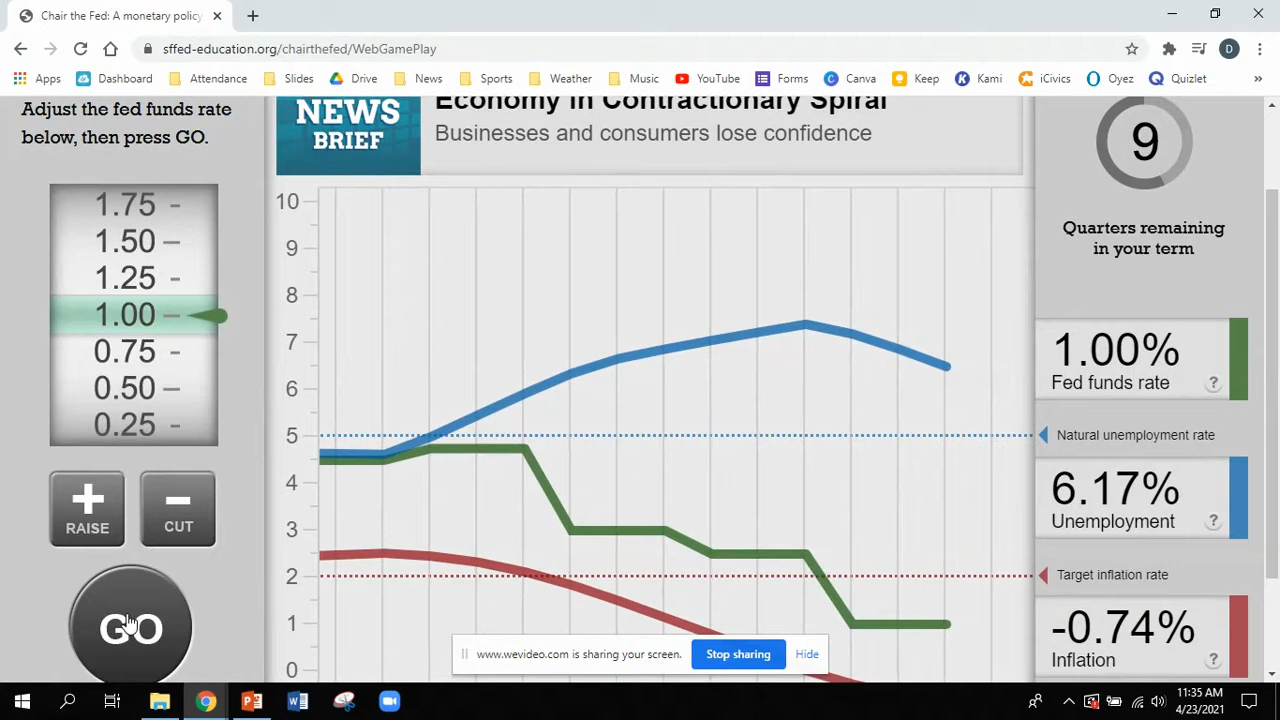 Chair the Fed: A monetary policy
sffed-education.org/chairthefed/WebGamePlay
D
Apps
Dashboard
Attendance
Slides
Drive
News
Sports
Weather
Music
YouTube
Forms
Canva
Keep
Kami
iCivics
Oyez
Quizlet
»
Adjust the fed funds rate
below, then press GO.
1.75
1.50
1.25
1.00
0.75
0.50
0.25
+
RAISE
−
CUT
GO
NEWS
BRIEF
Economy in Contractionary Spiral
Businesses and consumers lose confidence
10
9
8
7
6
5
4
3
2
1
0
9
Quarters remaining
in your term
1.00%
Fed funds rate
?
Natural unemployment rate
6.17%
Unemployment
?
Target inflation rate
-0.74%
Inflation
?
www.wevideo.com is sharing your screen.
Stop sharing
Hide
11:35 AM
4/23/2021